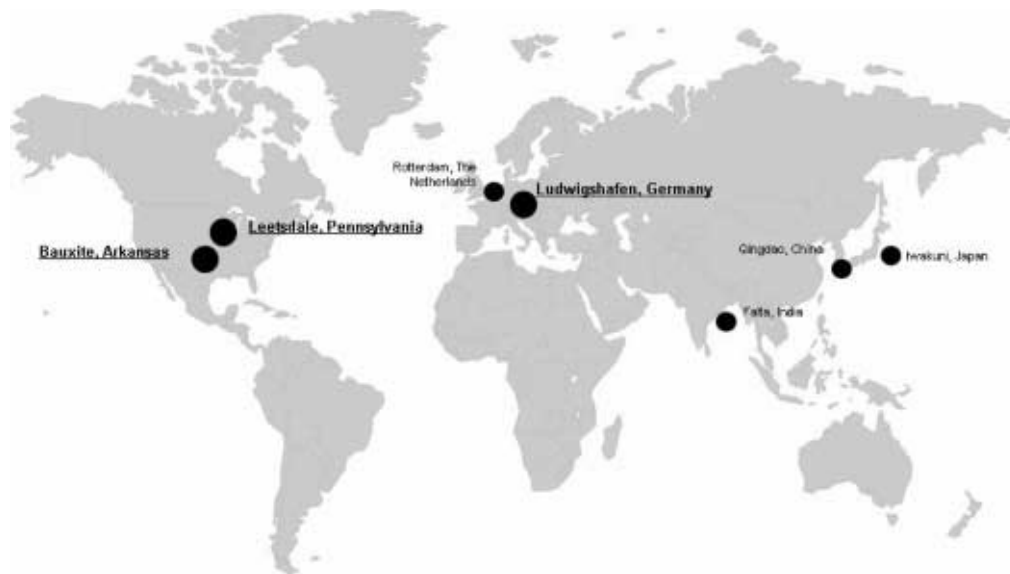 Rotterdam, The
Netherlands
Ludwigshafen, Germany
Leetsdale, Pennsylvania
Bauxite, Arkansas
Qingdao, China
Iwakuni, Japan
Falta, India